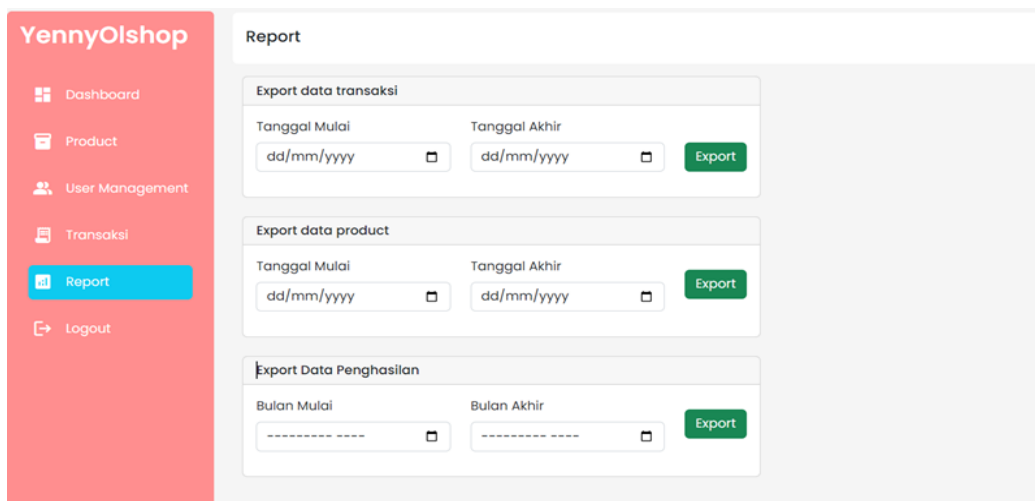 YennyOlshop
Dashboard
Product
User Management
Transaksi
Report
Logout
Report
Export data transaksi
Tanggal Mulai Tanggal Akhir
dd/mm/yyyy dd/mm/yyyy Export
Export data product
Tanggal Mulai Tanggal Akhir
dd/mm/yyyy dd/mm/yyyy Export
Export Data Penghasilan
Bulan Mulai Bulan Akhir
--------- ---- --------- ---- Export